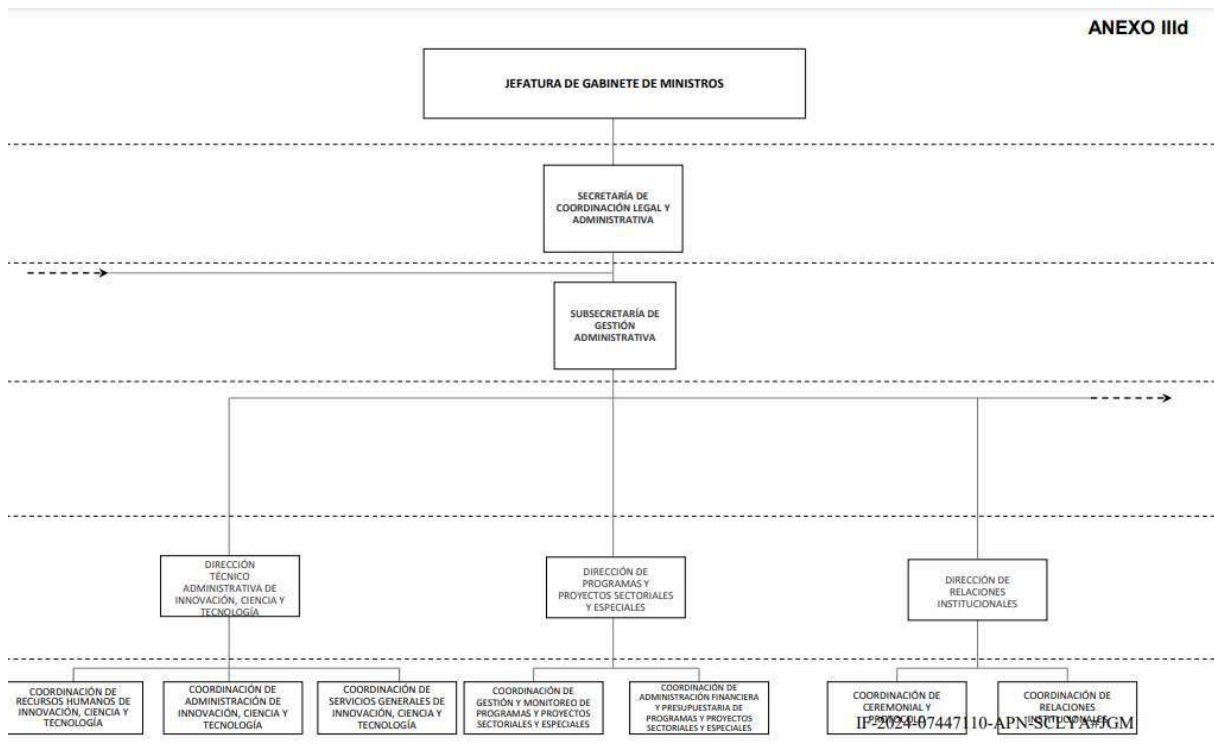 ANEXO IIId
JEFATURA DE GABINETE DE MINISTROS
SECRETARÍA DE
COORDINACIÓN LEGAL Y
ADMINISTRATIVA
SUBSECRETARÍA DE
GESTIÓN
ADMINISTRATIVA
DIRECCIÓN
TÉCNICO
ADMINISTRATIVA DE
INNOVACIÓN, CIENCIA Y
TECNOLOGÍA
DIRECCIÓN DE
PROGRAMAS Y
PROYECTOS SECTORIALES
Y ESPECIALES
DIRECCIÓN DE
RELACIONES
INSTITUCIONALES
COORDINACIÓN DE
RECURSOS HUMANOS DE
INNOVACIÓN, CIENCIA Y
TECNOLOGÍA
COORDINACIÓN DE
ADMINISTRACIÓN DE
INNOVACIÓN, CIENCIA Y
TECNOLOGÍA
COORDINACIÓN DE
SERVICIOS GENERALES DE
INNOVACIÓN, CIENCIA Y
TECNOLOGÍA
COORDINACIÓN DE
GESTIÓN Y MONITOREO DE
PROGRAMAS Y PROYECTOS
SECTORIALES Y ESPECIALES
COORDINACIÓN DE
ADMINISTRACIÓN FINANCIERA
Y PRESUPUESTARIA DE
PROGRAMAS Y PROYECTOS
SECTORIALES Y ESPECIALES
COORDINACIÓN DE
CEREMONIAL Y
PROTOCOLO
COORDINACIÓN DE
RELACIONES
INSTITUCIONALES
IF-2024-07447110-APN-SCLYA#JGM